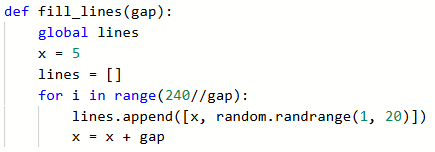 def fill_lines(gap):
    global lines
    x = 5
    lines = []
    for i in range(240//gap):
        lines.append([x, random.randrange(1, 20)])
        x = x + gap